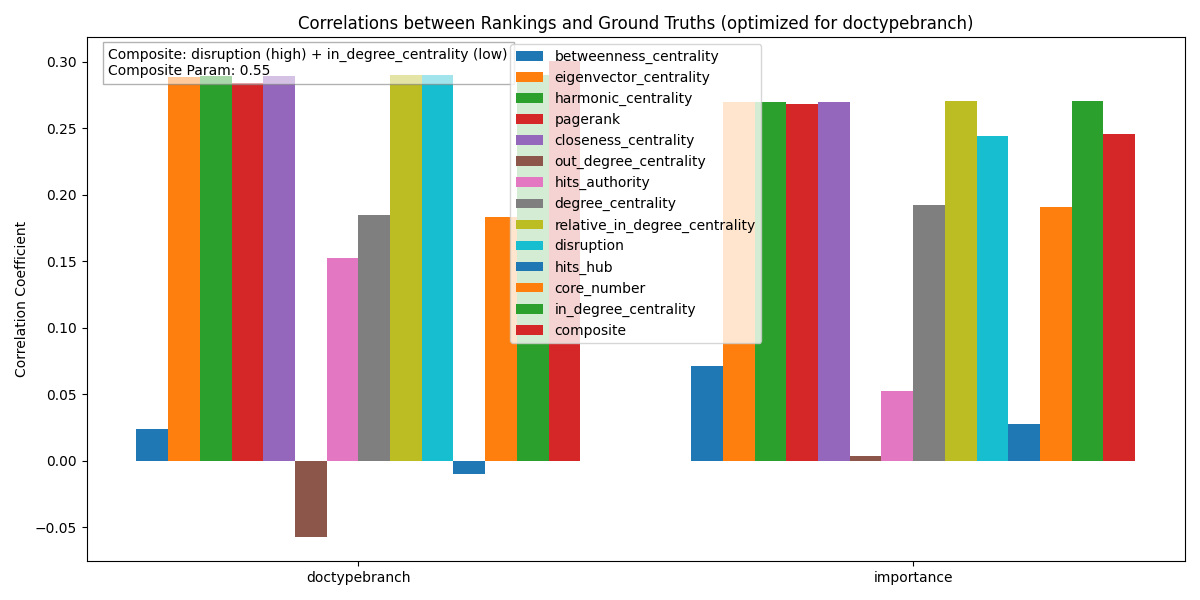 Correlations between Rankings and Ground Truths (optimized for doctypebranch)
Composite: disruption (high) + in_degree_centrality (low)
Composite Param: 0.55
betweenness_centrality
eigenvector_centrality
harmonic_centrality
pagerank
closeness_centrality
out_degree_centrality
hits_authority
degree_centrality
relative_in_degree_centrality
disruption
hits_hub
core_number
in_degree_centrality
composite
Correlation Coefficient
0.30
0.25
0.20
0.15
0.10
0.05
0.00
−0.05
doctypebranch
importance